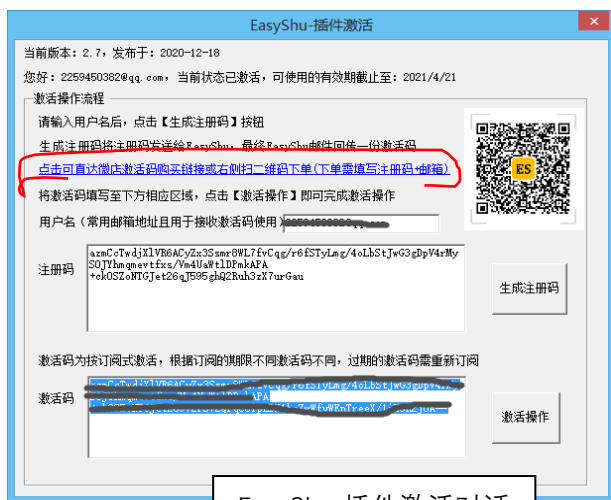 EasyShu-插件激活
当前版本：2.7，发布于：2020-12-18
您好：2259450382@qq.com，当前状态已激活，可使用的有效期截止至：2021/4/21
激活操作流程
请输入用户名后，点击【生成注册码】按钮
生成注册码将注册码发送给EasyShu，最终EasyShu邮件回传一份激活码
点击可直达微店激活码购买链接或右侧扫二维码下单(下单需填写注册码+邮箱)
ES
将激活码填写至下方相应区域，点击【激活操作】即可完成激活操作
用户名（常用邮箱地址且用于接收激活码使用）
注册码
azmCcTwdjXlVR6ACyZx3Ssmr8WL7fvCqg/r6fSTyLmg/4oLbStJwG3gDpV4rMy
SOJYhmqmevtfxs/Vm4UaWtlDPmkAPA
+ckOSZoNTGJet26qJ595ghQ2Ruh3zX7urGau
生成注册码
激活码为按订阅式激活，根据订阅的期限不同激活码不同，过期的激活码需重新订阅
激活码
激活操作